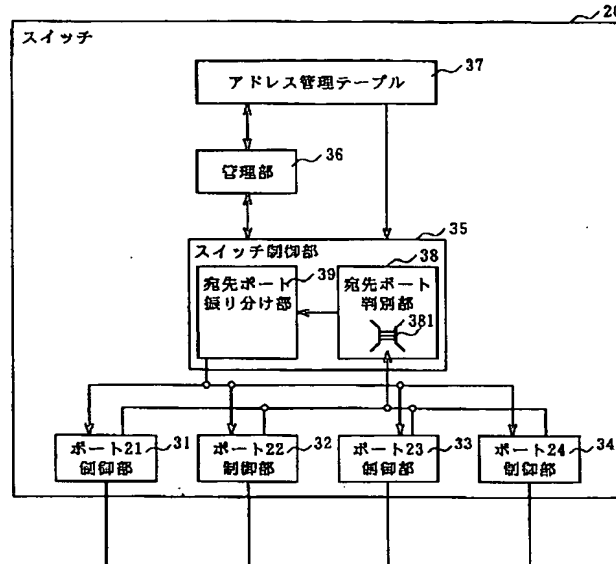 スイッチ
アドレス管理テーブル
37
管理部
36
35
スイッチ制御部
38
宛先ポート
振り分け部
39
宛先ポート
判別部
381
ポート21
制御部
31
ポート22
制御部
32
ポート23
制御部
33
ポート24
制御部
34